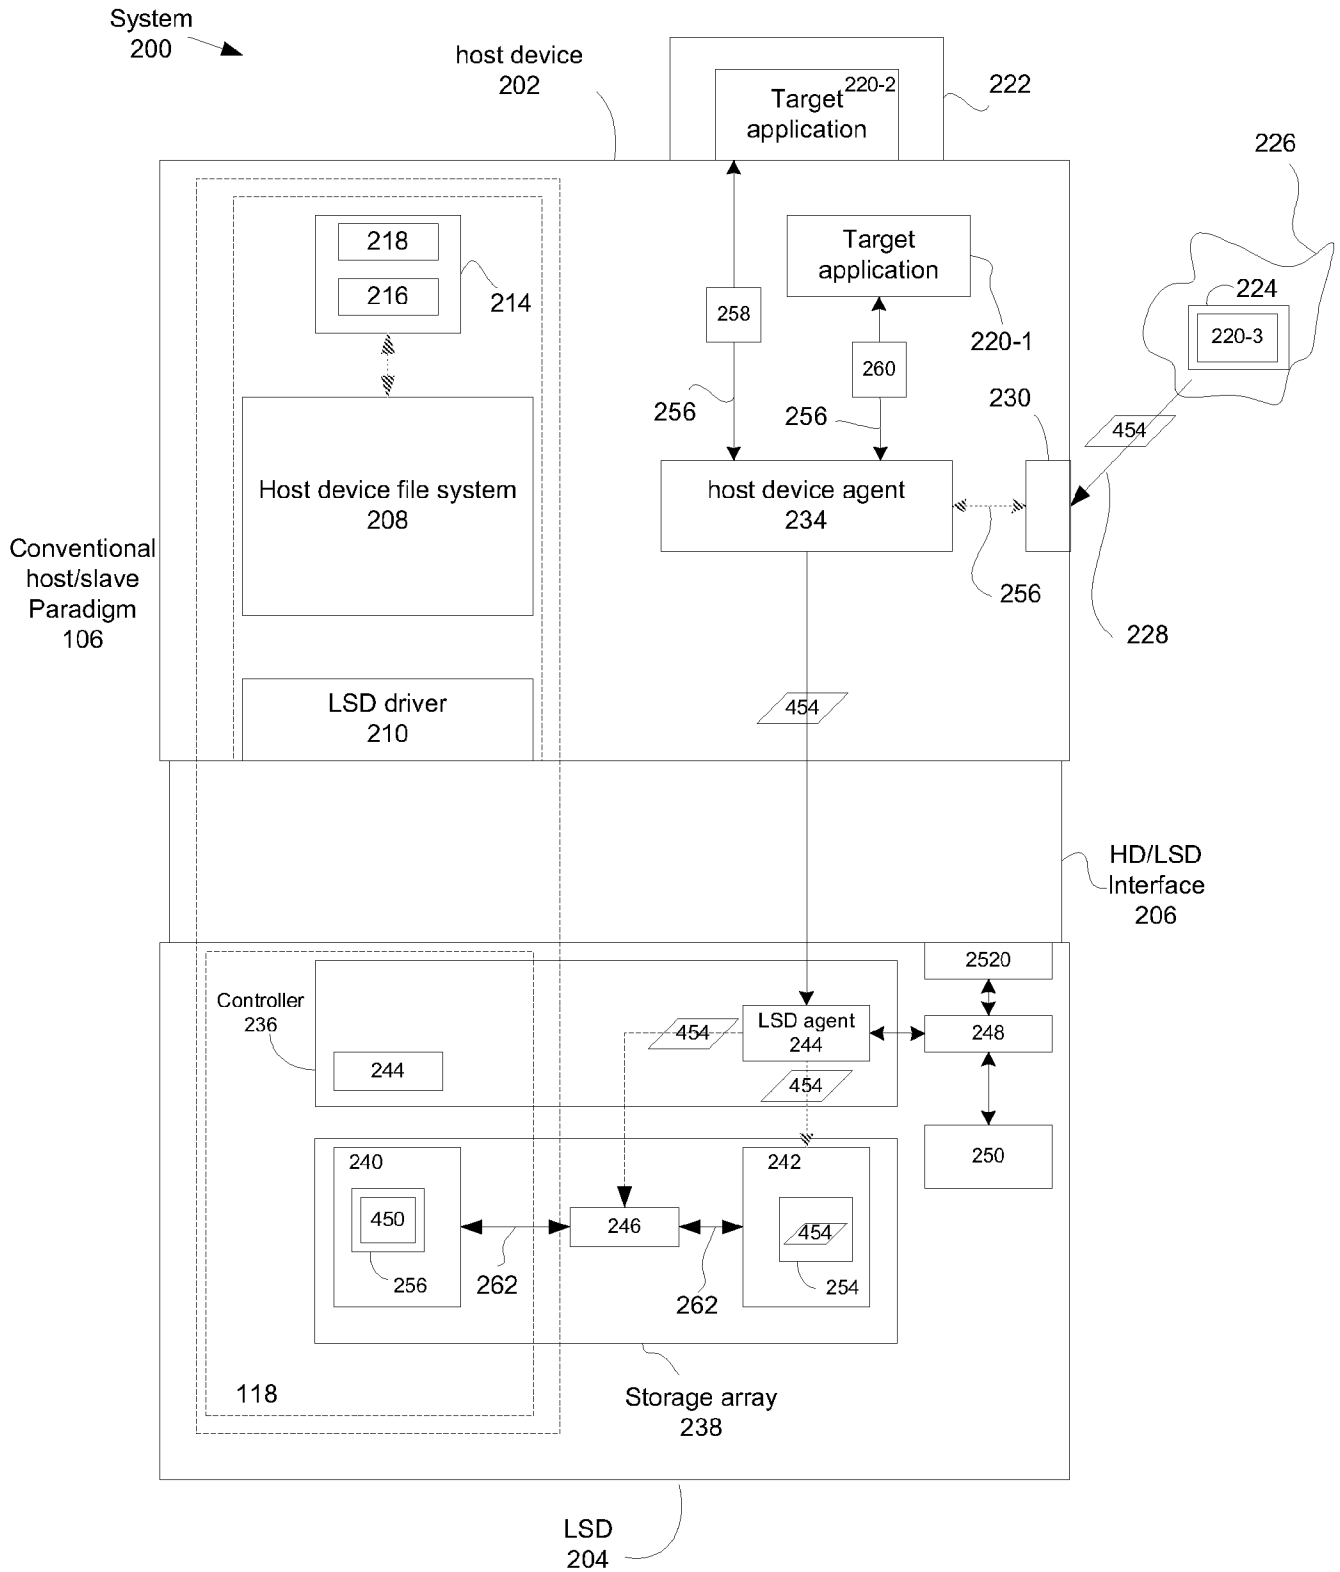 System
200
host device
202
220-2
Target
application
222
226
218
216
214
Target
application
220-1
224
220-3
258
260
256
256
230
454
Host device file system
208
host device agent
234
256
228
Conventional
host/slave
Paradigm
106
LSD driver
210
454
HD/LSD
Interface
206
2520
Controller
236
454
LSD agent
244
248
244
454
240
242
250
450
246
454
256
262
262
254
118
Storage array
238
LSD
204